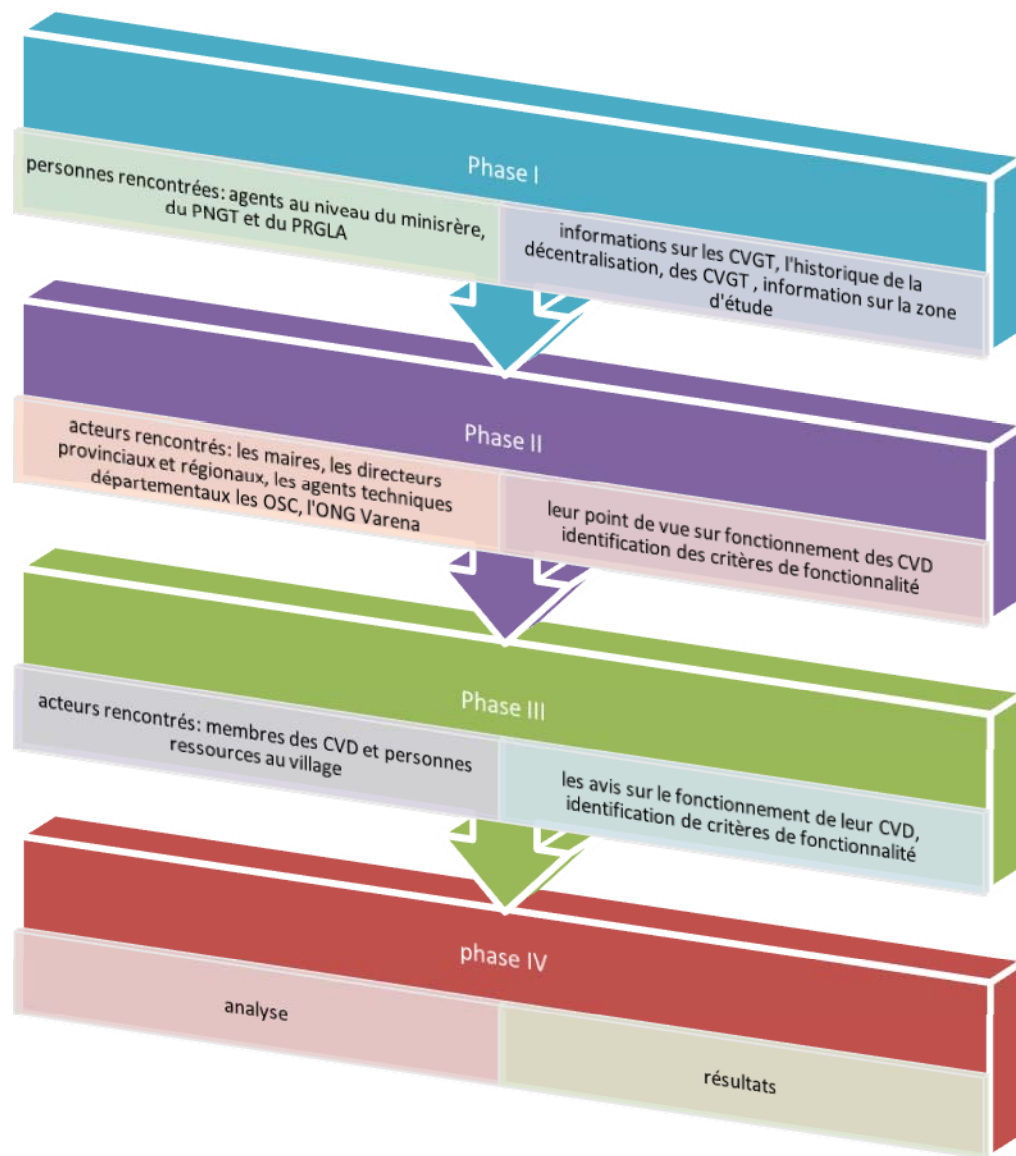 Phase I
personnes rencontrées: agents au niveau du minisrère,
du PNGT et du PRGLA
informations sur les CVGT, l'historique de la
décentralisation, des CVGT , information sur la zone
d'étude
Phase II
acteurs rencontrés: les maires, les directeurs
provinciaux et régionaux, les agents techniques
départementaux les OSC, l'ONG Varena
leur point de vue sur fonctionnement des CVD
identification des critères de fonctionnalité
Phase III
acteurs rencontrés: membres des CVD et personnes
ressources au village
les avis sur le fonctionnement de leur CVD,
identification de critères de fonctionnalité
phase IV
analyse
résultats